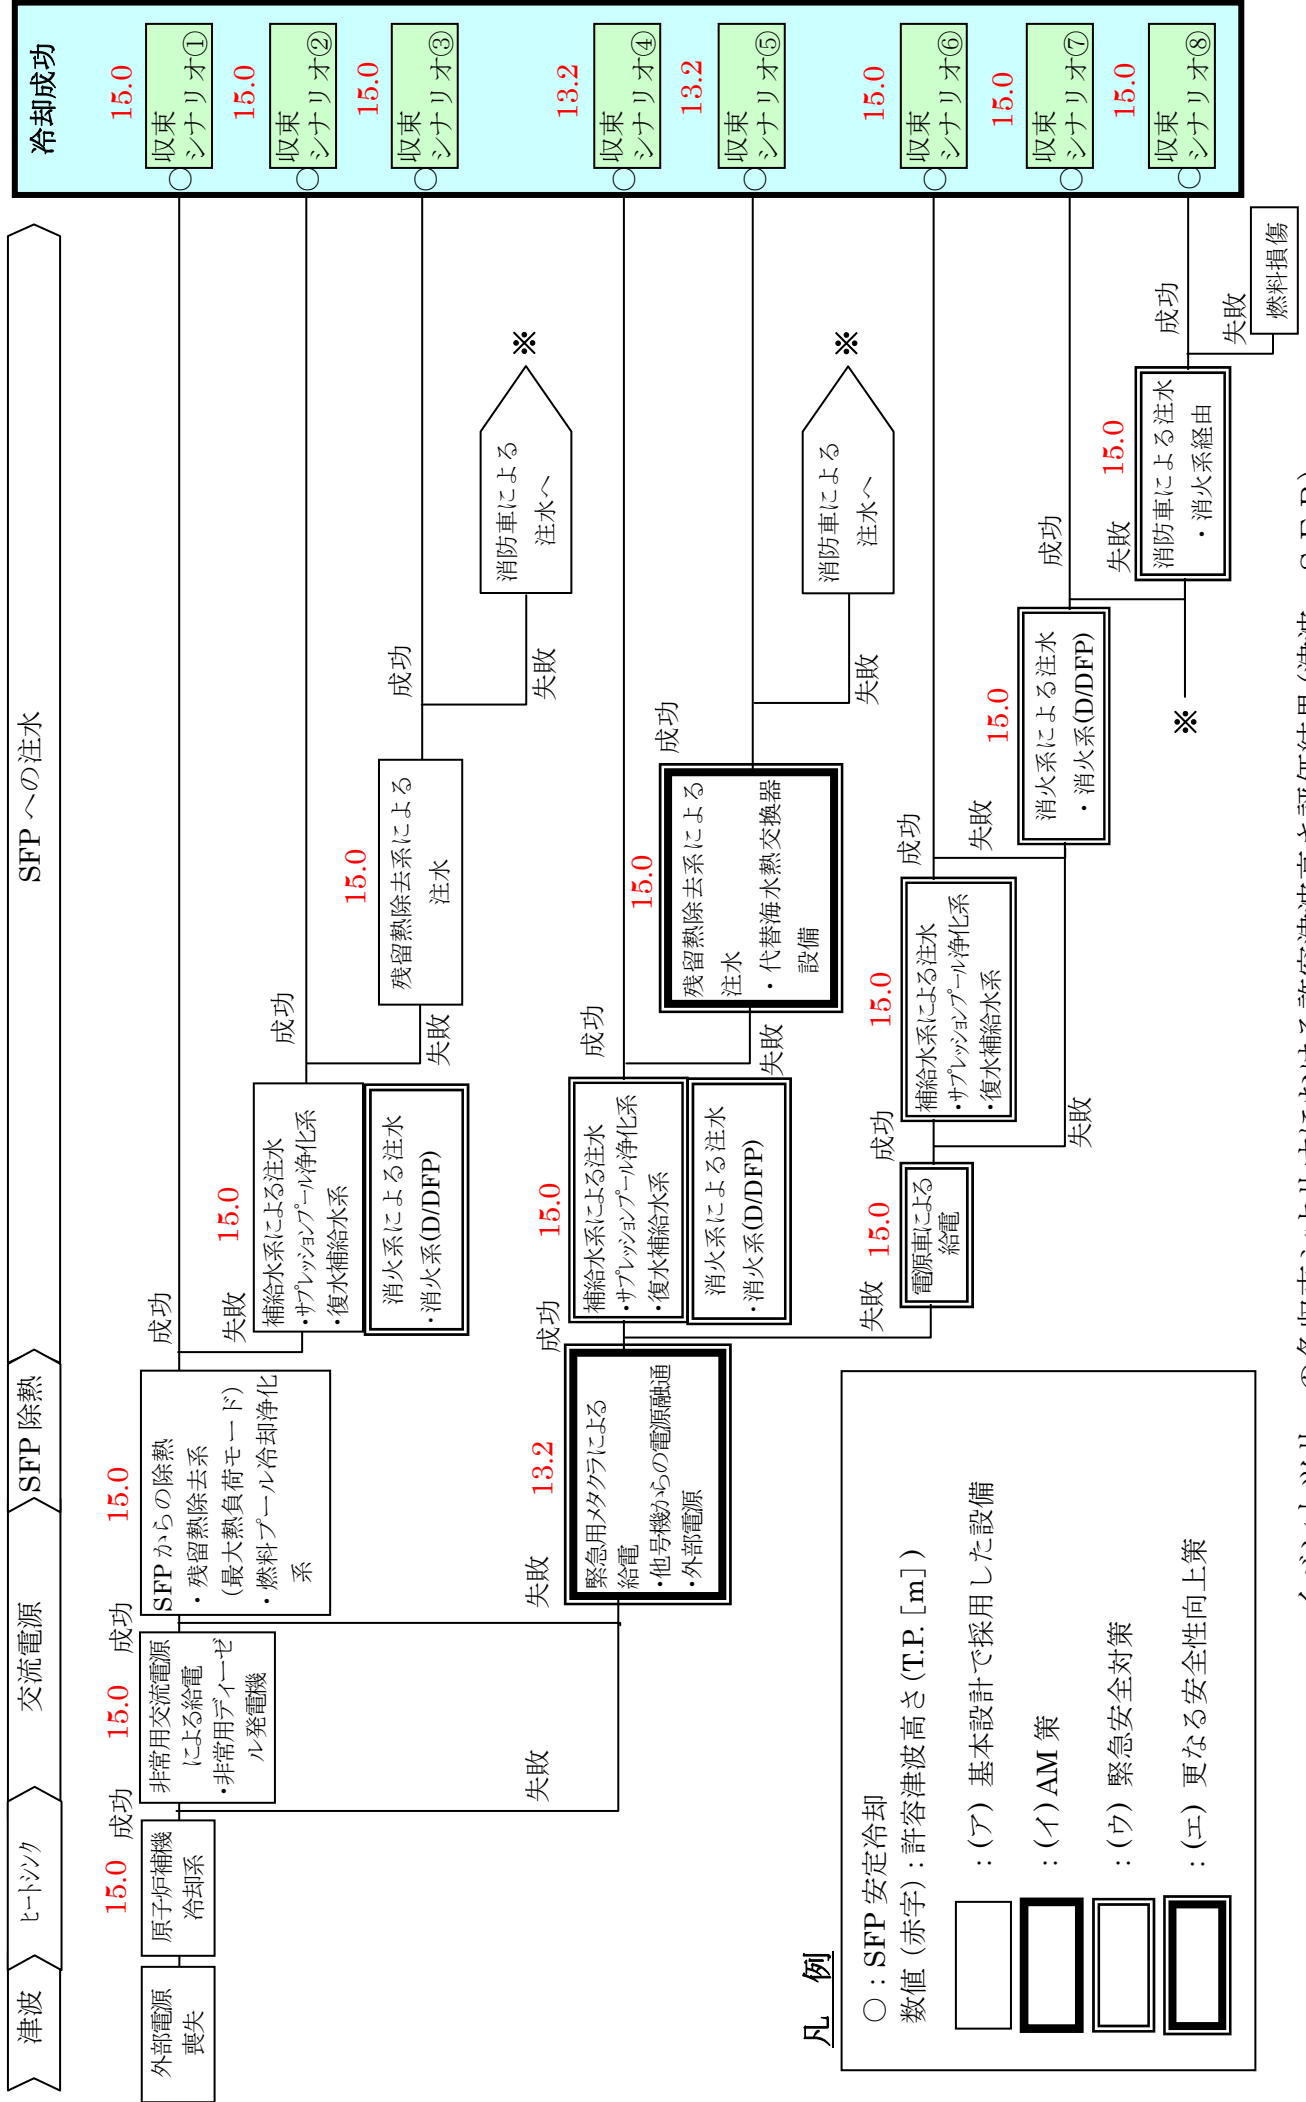 津波
ヒートシンク
交流電源
SFP 除熱
SFP への注水
冷却成功
外部電源
喪失
15.0
原子炉補機
冷却系
成功
失敗
15.0
非常用交流電源
による給電
・非常用ディーゼ
ル発電機
成功
失敗
15.0
SFP からの除熱
・残留熱除去系
(最大熱負荷モード)
・燃料プール冷却浄化
系
成功
失敗
15.0
収束
シナリオ①
15.0
補給水系による注水
・サプレッションプール浄化系
・復水補給水系
消火系による注水
・消火系(D/DFP)
成功
失敗
15.0
収束
シナリオ②
15.0
残留熱除去系による
注水
成功
失敗
15.0
収束
シナリオ③
消防車による
注水へ
※
13.2
緊急用メタクラによる
給電
・他号機からの電源融通
・外部電源
成功
失敗
15.0
補給水系による注水
・サプレッションプール浄化系
・復水補給水系
消火系による注水
・消火系(D/DFP)
成功
失敗
13.2
収束
シナリオ④
15.0
残留熱除去系による
注水
・代替海水熱交換器
設備
成功
失敗
13.2
収束
シナリオ⑤
消防車による
注水へ
※
15.0
電源車による
給電
成功
失敗
15.0
補給水系による注水
・サプレッションプール浄化系
・復水補給水系
成功
失敗
15.0
収束
シナリオ⑥
15.0
消火系による注水
・消火系(D/DFP)
成功
失敗
15.0
収束
シナリオ⑦
※
15.0
消防車による注水
・消火系経由
成功
失敗
15.0
収束
シナリオ⑧
燃料損傷
凡 例
○：SFP 安定冷却
数値（赤字）：許容津波高さ(T.P.［m］)
：(ア) 基本設計で採用した設備
：(イ) AM 策
：(ウ) 緊急安全対策
：(エ) 更なる安全性向上策